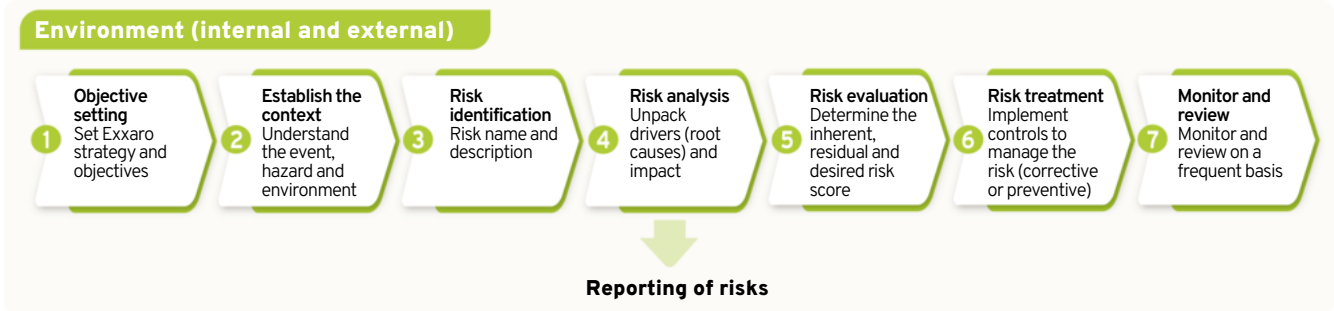 Environment (internal and external)
1
Objective
setting
Set Exxaro
strategy and
objectives
2
Establish the
context
Understand
the event,
hazard and
environment
3
Risk
identification
Risk name and
description
4
Risk analysis
Unpack
drivers (root
causes) and
impact
5
Risk evaluation
Determine the
inherent,
residual and
desired risk
score
6
Risk treatment
Implement
controls to
manage the
risk (corrective
or preventive)
7
Monitor and
review
Monitor and
review on a
frequent basis
Reporting of risks